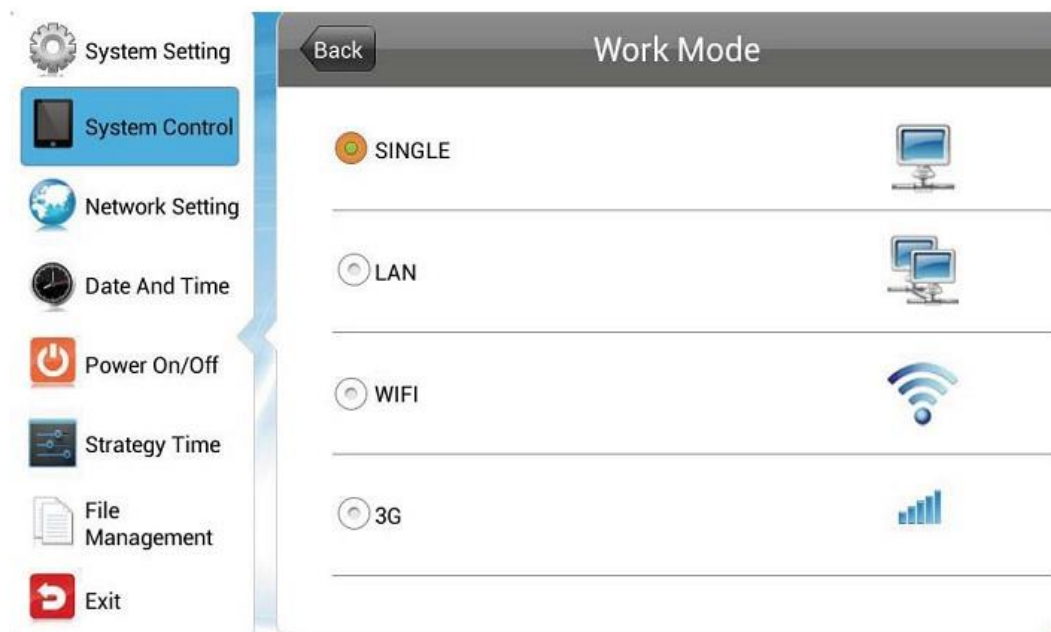 System Setting
System Control
Network Setting
Date And Time
Power On/Off
Strategy Time
File
Management
Exit
Back
Work Mode
SINGLE
LAN
WIFI
3G